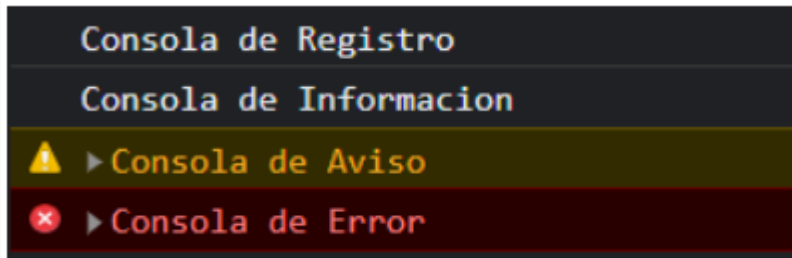 Consola de Registro
Consola de Informacion
Consola de Aviso
Consola de Error